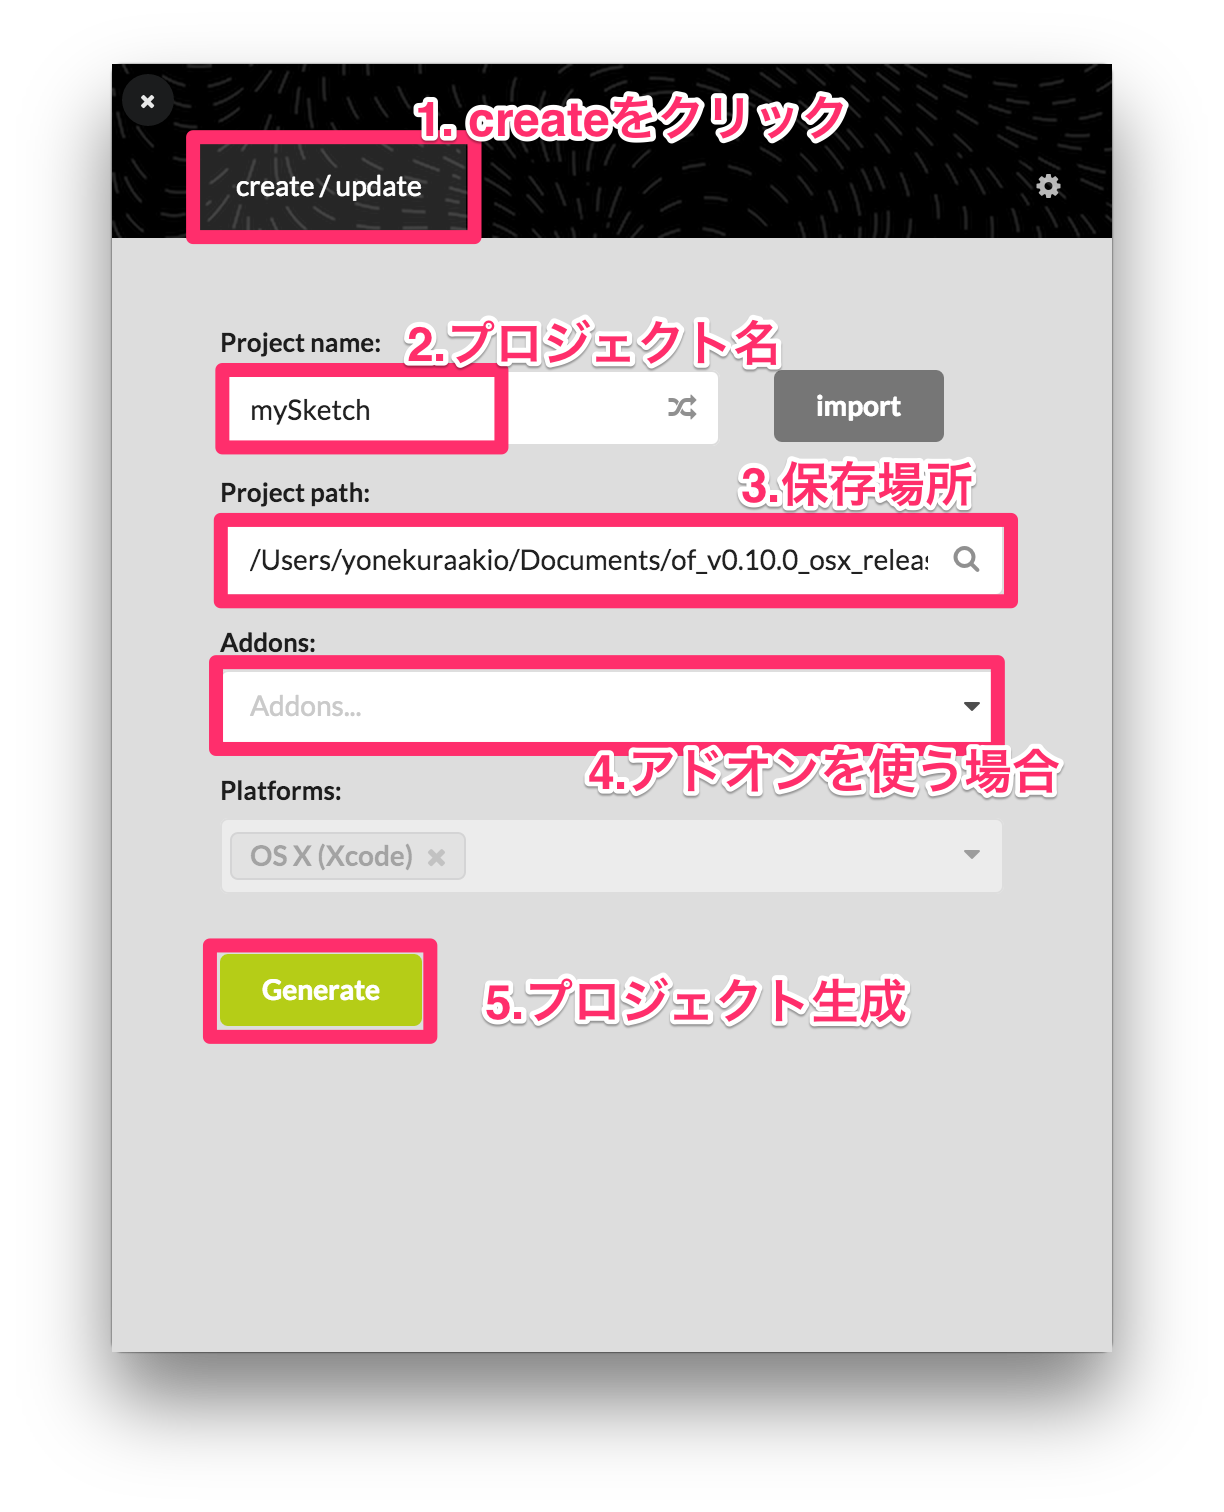 1. createをクリック
create / update
Project name:
2.プロジェクト名
mySketch
import
Project path:
3.保存場所
/Users/yonekuraakio/Documents/of_v0.10.0_osx_releas
Addons:
Addons...
4.アドオンを使う場合
Platforms:
OS X (Xcode)
Generate
5.プロジェクト生成